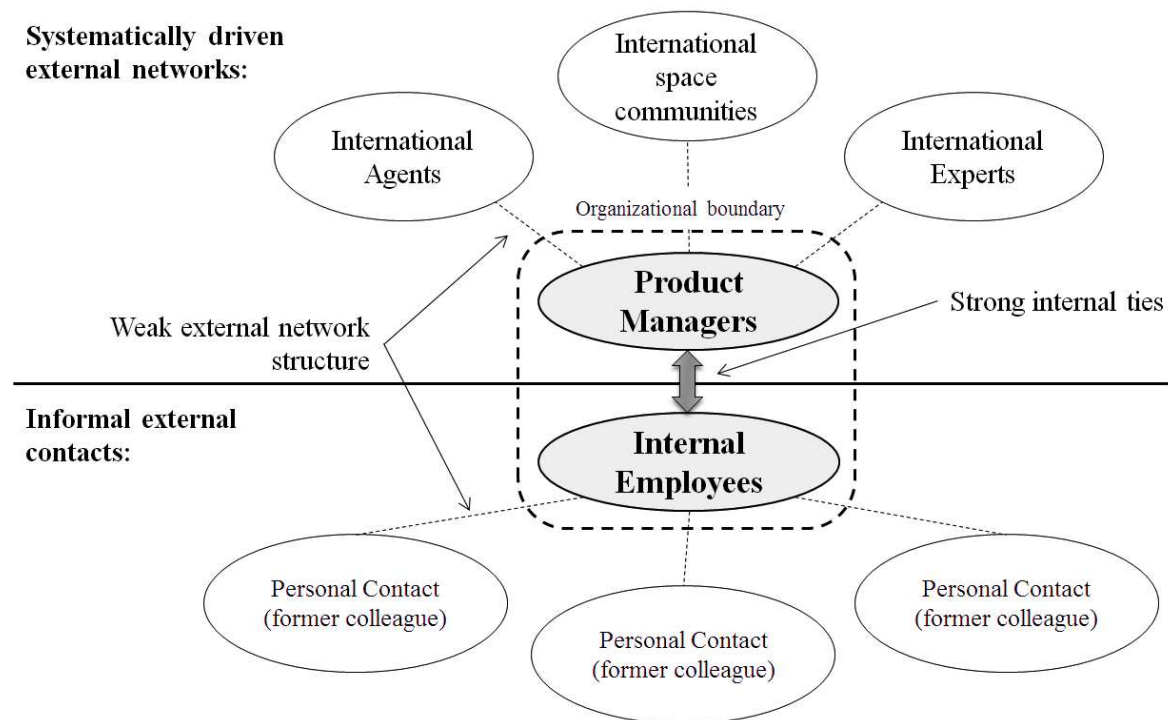 Systematically driven
external networks:
International
space
communities
International
Agents
International
Experts
Organizational boundary
Product
Managers
Strong internal ties
Weak external network
structure
Informal external
contacts:
Internal
Employees
Personal Contact
(former colleague)
Personal Contact
(former colleague)
Personal Contact
(former colleague)